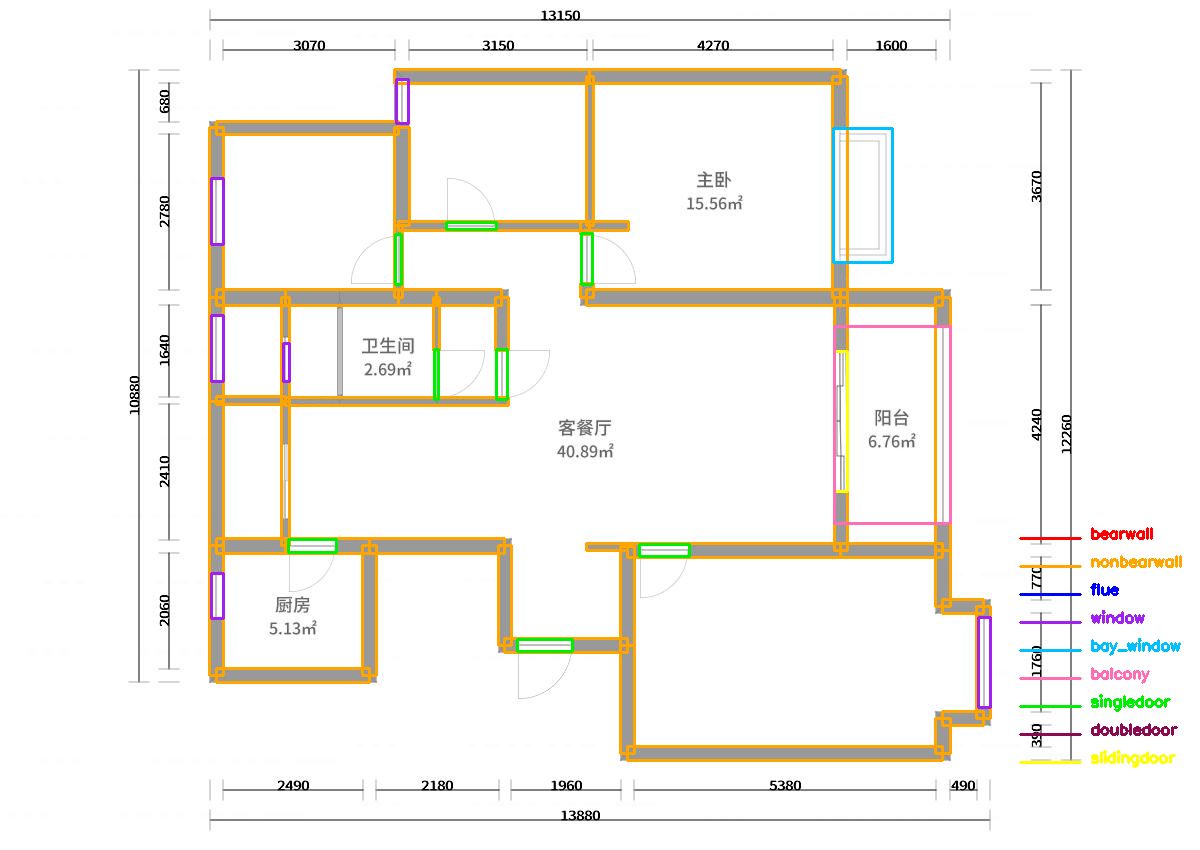 13150
3070
3150
4270
1600
680
2780
1640
2410
2060
10880
主卧
15.56㎡
卫生间
2.69㎡
客餐厅
40.89㎡
阳台
6.76㎡
厨房
5.13㎡
3670
4240
12260
770
1760
390
bearwall
nonbearwall
flue
window
bay_window
balcony
singledoor
doubledoor
slidingdoor
2490
2180
1960
5380
490
13880